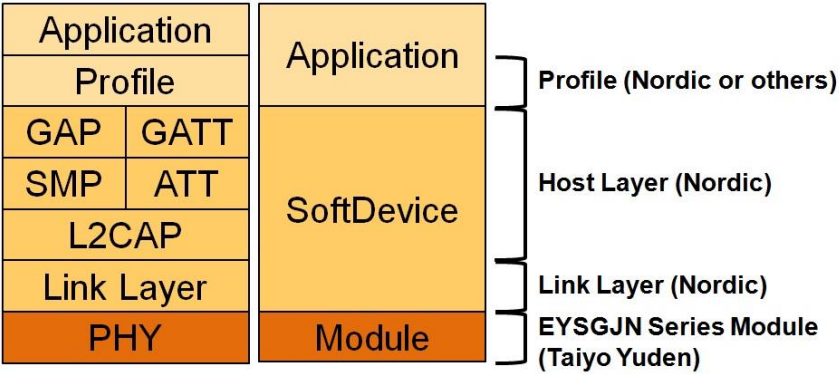 Application
Profile
GAP GATT
SMP ATT
L2CAP
Link Layer
PHY
Application
SoftDevice
Module
Profile (Nordic or others)
Host Layer (Nordic)
Link Layer (Nordic)
EYSGJN Series Module
(Taiyo Yuden)